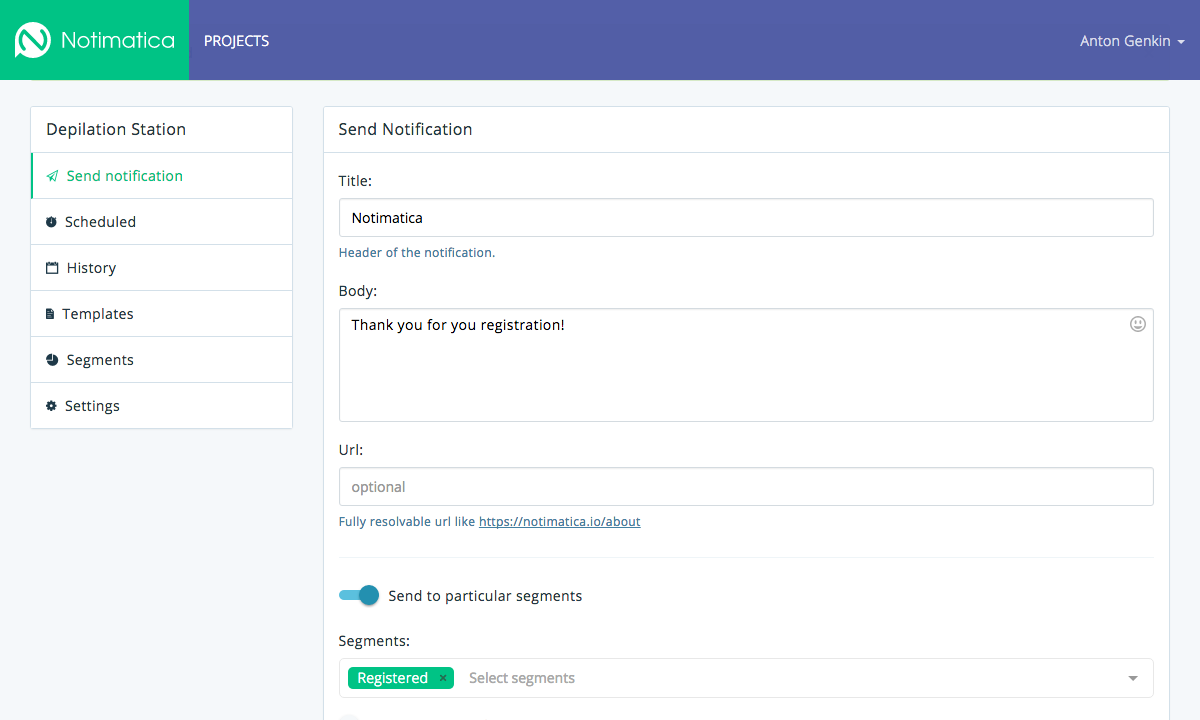 Notimatica
PROJECTS
Anton Genkin
Depilation Station
Send notification
Scheduled
History
Templates
Segments
Settings
Send Notification
Title:
Notimatica
Header of the notification.
Body:
Thank you for you registration!
Url:
optional
Fully resolvable url like https://notimatica.io/about
Send to particular segments
Segments:
Registered × Select segments